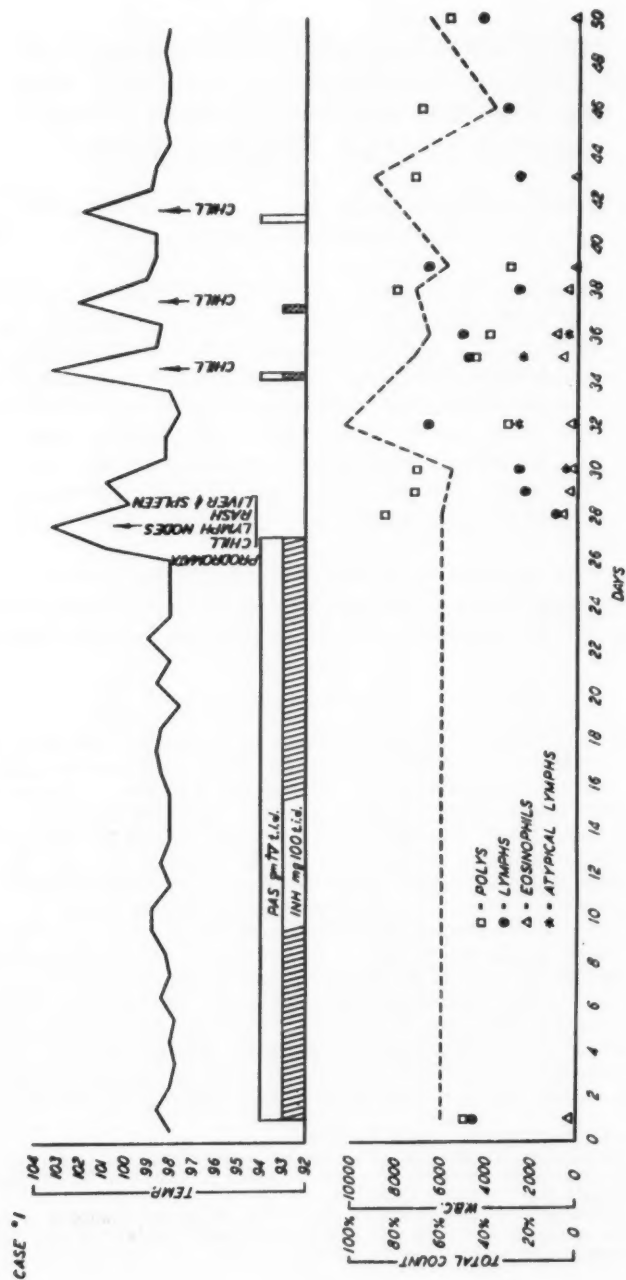 CASE #1
104
103
102
101
100
99
98
97
96
95
94
93
92
TEMP.
PRODROMATA
CHILL
LYMPH NODES
RASH
LIVER & SPLEEN
CHILL
CHILL
CHILL
PAS gm IV t.i.d.
INH mg 100 t.i.d.
100% 10000
80% 8000
60% 6000
40% 4000
20% 2000
0 0
TOTAL COUNT
W.B.C.
□ = POLYS
● = LYMPHS
△ = EOSINOPHILS
* = ATYPICAL LYMPHS
0 2 4 6 8 10 12 14 16 18 20 22 24 26 28 30 32 34 36 38 40 42 44 46 48 50
DAYS